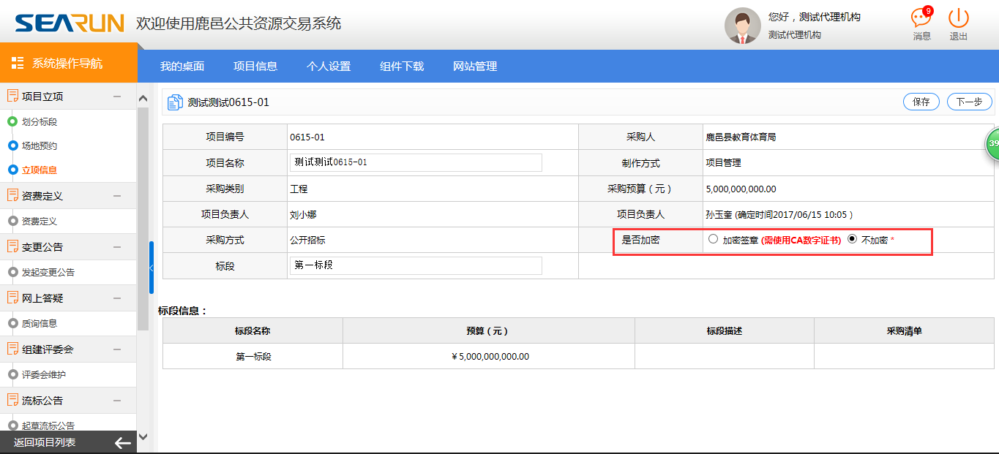 SEARUN 欢迎使用鹿邑公共资源交易系统
您好，测试代理机构
测试代理机构
9
消息
退出
系统操作导航
我的桌面 项目信息 个人设置 组件下载 网站管理
项目立项
划分标段
场地预约
立项信息
资费定义
资费定义
变更公告
发起变更公告
网上答疑
质询信息
组建评委会
评委会维护
流标公告
起草流标公告
返回项目列表
测试测试0615-01 保存 下一步
39
项目编号 0615-01 采购人 鹿邑县教育体育局
项目名称 测试测试0615-01 制作方式 项目管理
采购类别 工程 采购预算（元） 5,000,000,000.00
项目负责人 刘小娜 项目负责人 孙玉奎 (确定时间2017/06/15 10:05 )
采购方式 公开招标 是否加密 加密签章 (需使用CA数字证书) 不加密 *
标段 第一标段
标段信息：
标段名称 预算（元） 标段描述 采购清单
第一标段 ￥5,000,000,000.00